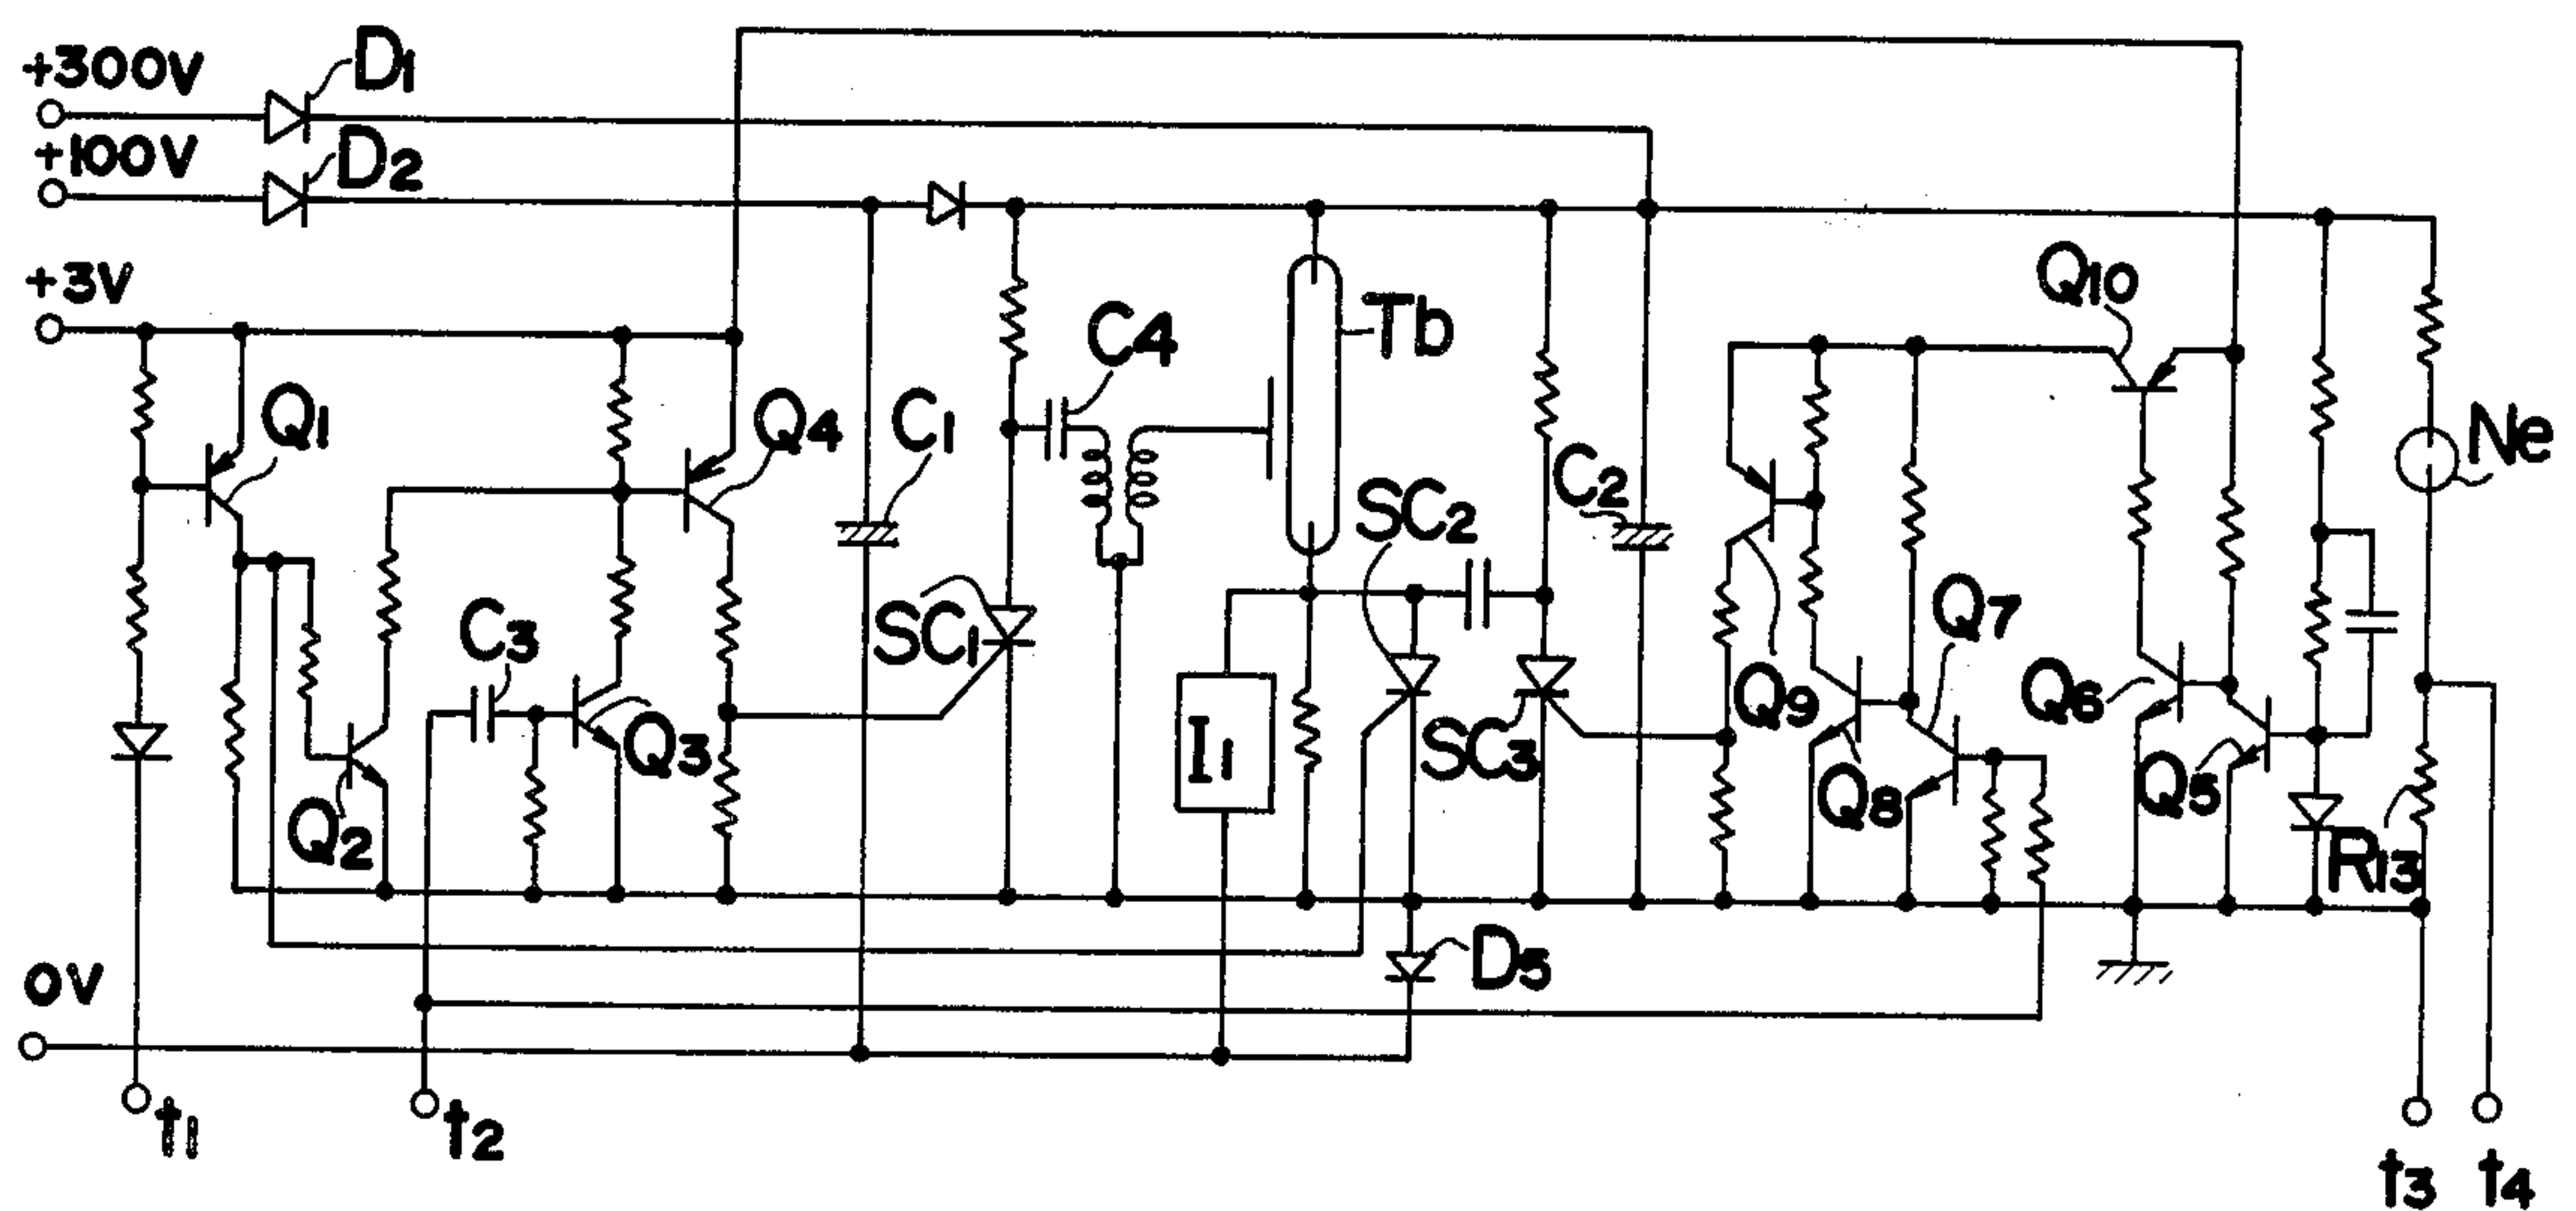 +300V
D1
+100V
D2
+3V
Q10
Tb
C4
Q1
Q4
C1
Ne
C2
SC2
C3
SC1
Q7
Q9
Q6
Q3
I1
SC3
Q8
Q5
Q2
R13
D5
0V
t1
t2
t3
t4